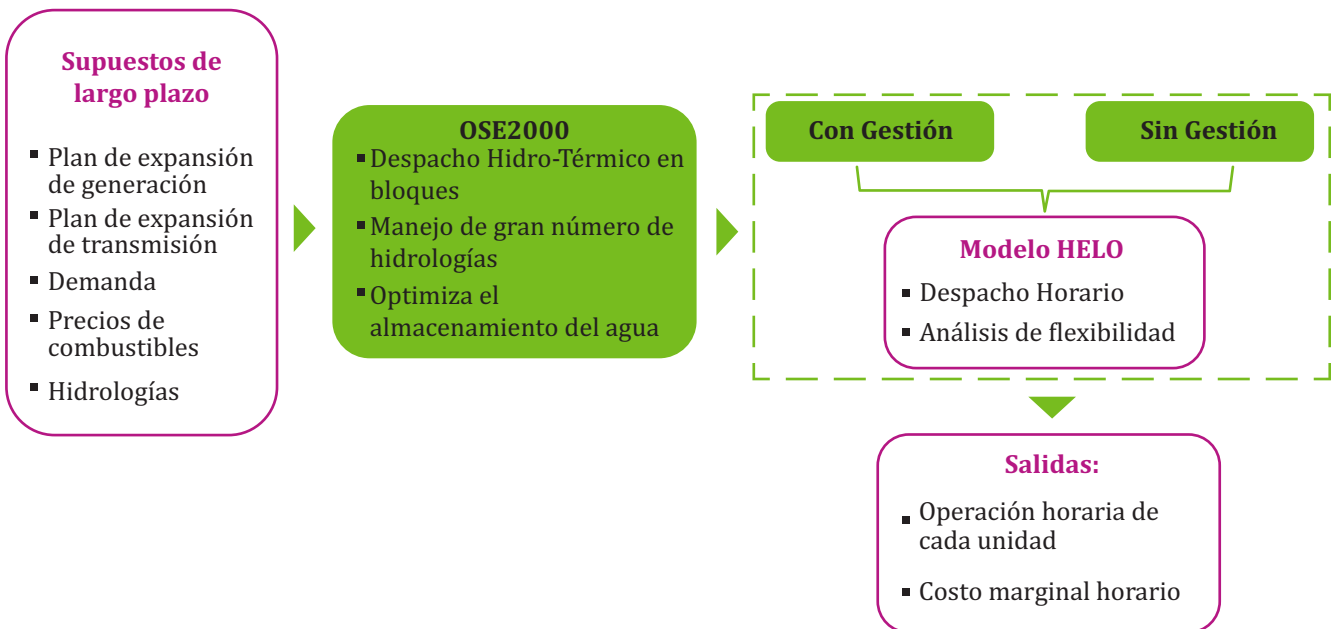 Supuestos de
largo plazo
▪ Plan de expansión
de generación
▪ Plan de expansión
de transmisión
▪ Demanda
▪ Precios de
combustibles
▪ Hidrologías
OSE2000
▪ Despacho Hidro-Térmico en
bloques
▪ Manejo de gran número de
hidrologías
▪ Optimiza el
almacenamiento del agua
Con Gestión
Sin Gestión
Modelo HELO
▪ Despacho Horario
▪ Análisis de flexibilidad
Salidas:
▪ Operación horaria de
cada unidad
▪ Costo marginal horario